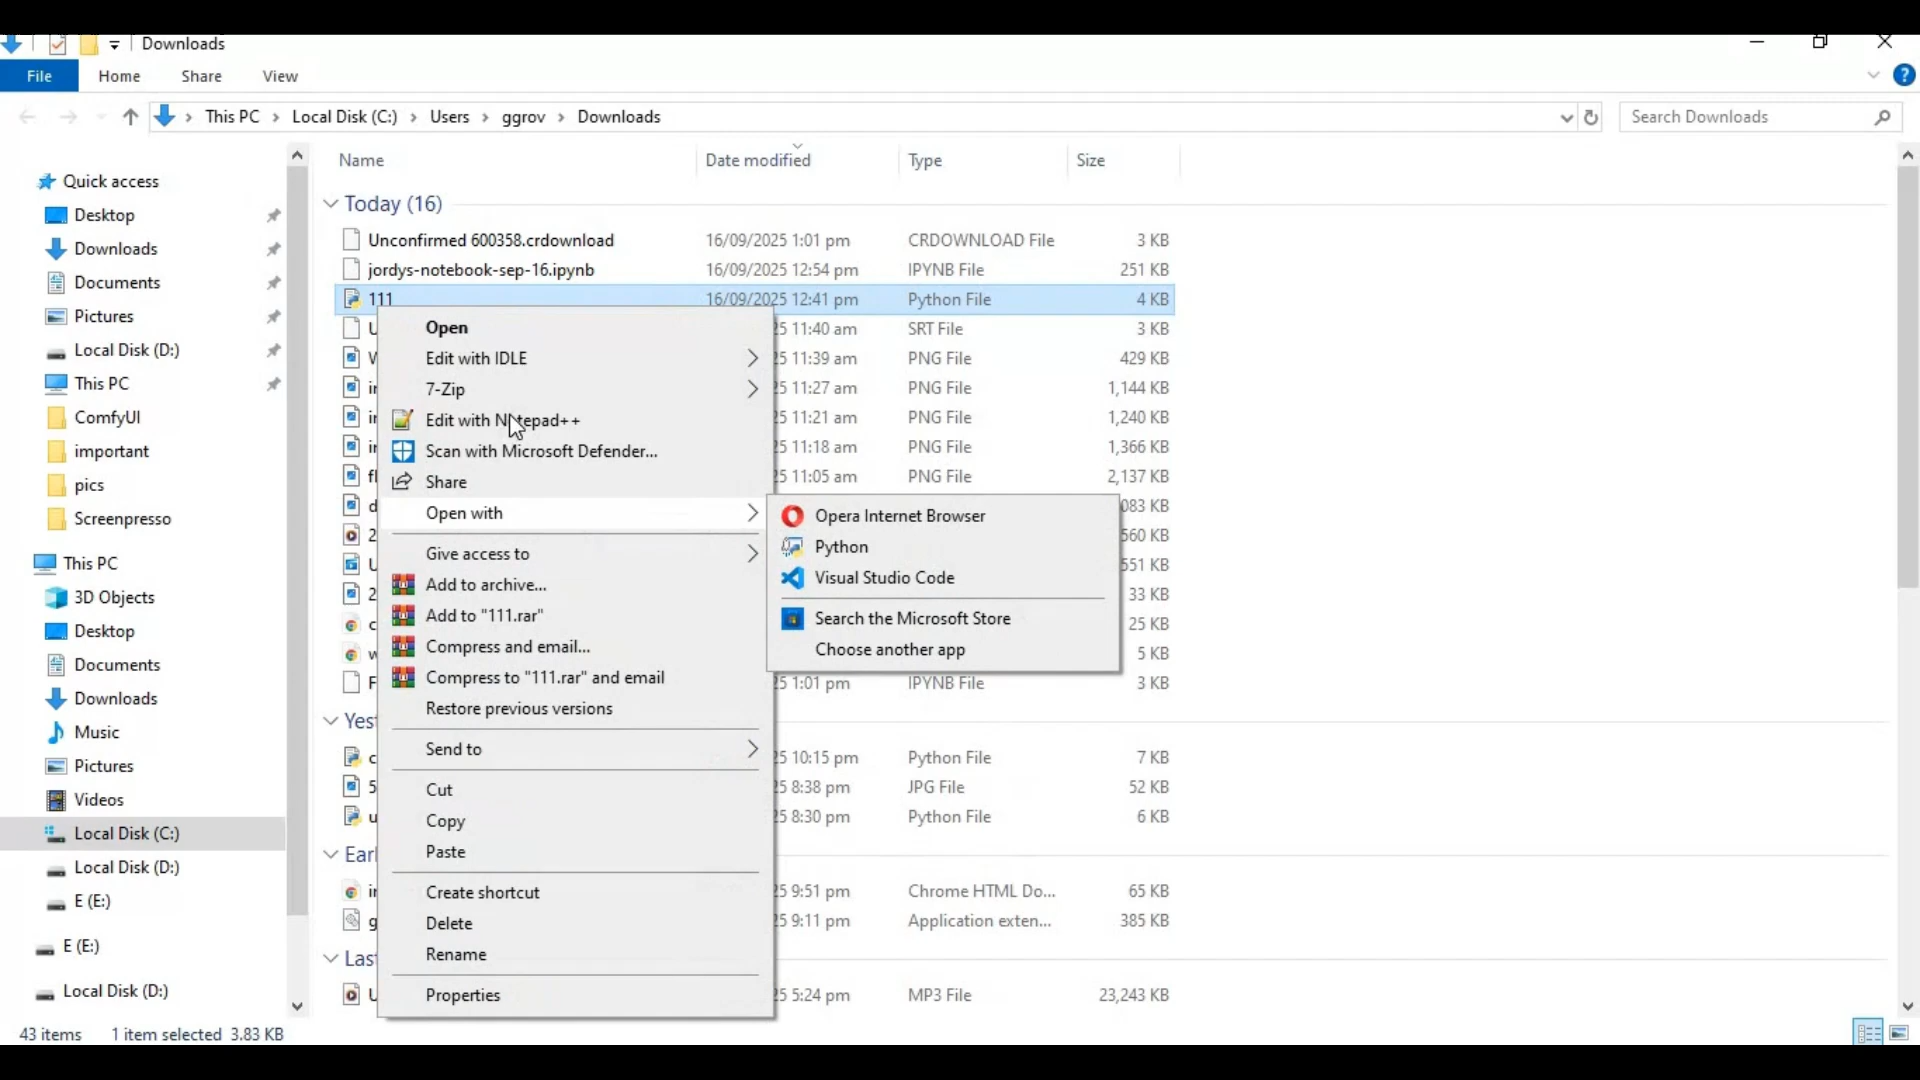 Downloads
File Home Share View
This PC Local Disk (C:) Users ggrov Downloads
Search Downloads
Quick access
Desktop
Downloads
Documents
Pictures
Local Disk (D:)
This PC
ComfyUI
important
pics
Screenpresso
This PC
3D Objects
Desktop
Documents
Downloads
Music
Pictures
Videos
Local Disk (C:)
Local Disk (D:)
E (E:)
E (E:)
Local Disk (D:)
Name Date modified Type Size
Today (16)
Unconfirmed 600358.crdownload 16/09/2025 1:01 pm CRDOWNLOAD File 3 KB
jordys-notebook-sep-16.ipynb 16/09/2025 12:54 pm IPYNB File 251 KB
111 16/09/2025 12:41 pm Python File 4 KB
25 11:40 am SRT File 3 KB
25 11:39 am PNG File 429 KB
25 11:27 am PNG File 1,144 KB
25 11:21 am PNG File 1,240 KB
25 11:18 am PNG File 1,366 KB
25 11:05 am PNG File 2,137 KB
083 KB
560 KB
551 KB
33 KB
25 KB
5 KB
25 1:01 pm IPYNB File 3 KB
Yes
25 10:15 pm Python File 7 KB
25 8:38 pm JPG File 52 KB
25 8:30 pm Python File 6 KB
Earl
25 9:51 pm Chrome HTML Do... 65 KB
25 9:11 pm Application exten... 385 KB
Las
25 5:24 pm MP3 File 23,243 KB
Open
Edit with IDLE
7-Zip
Edit with Notepad++
Scan with Microsoft Defender...
Share
Open with
Give access to
Add to archive...
Add to "111.rar"
Compress and email...
Compress to "111.rar" and email
Restore previous versions
Send to
Cut
Copy
Paste
Create shortcut
Delete
Rename
Properties
Opera Internet Browser
Python
Visual Studio Code
Search the Microsoft Store
Choose another app
43 items 1 item selected 3.83 KB